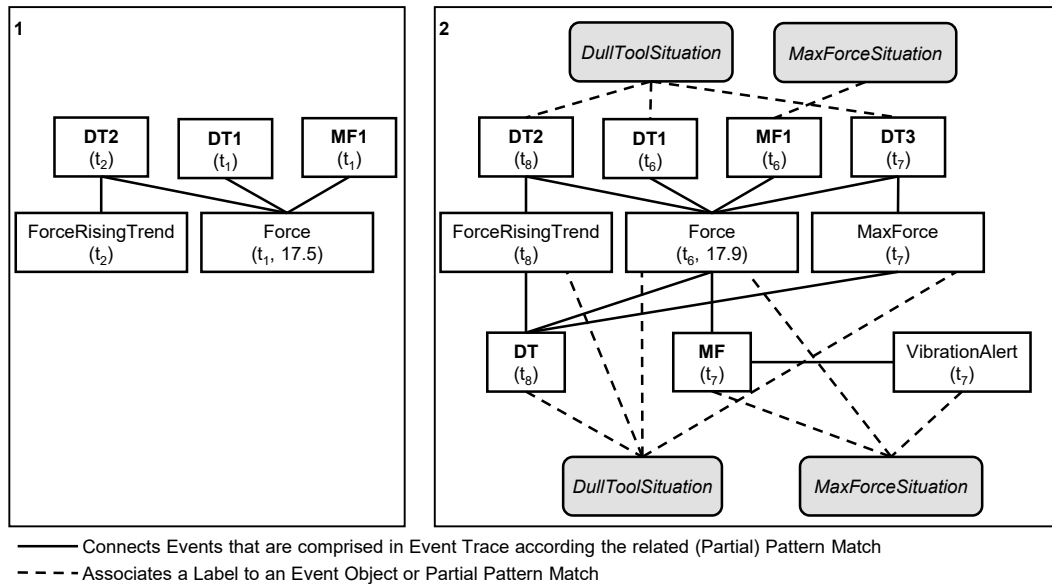 1
DT2
(t2)
DT1
(t1)
MF1
(t1)
ForceRisingTrend
(t2)
Force
(t1, 17.5)
2
DullToolSituation
MaxForceSituation
DT2
(t8)
DT1
(t6)
MF1
(t6)
DT3
(t7)
ForceRisingTrend
(t8)
Force
(t6, 17.9)
MaxForce
(t7)
DT
(t8)
MF
(t7)
VibrationAlert
(t7)
DullToolSituation
MaxForceSituation
Connects Events that are comprised in Event Trace according the related (Partial) Pattern Match
Associates a Label to an Event Object or Partial Pattern Match